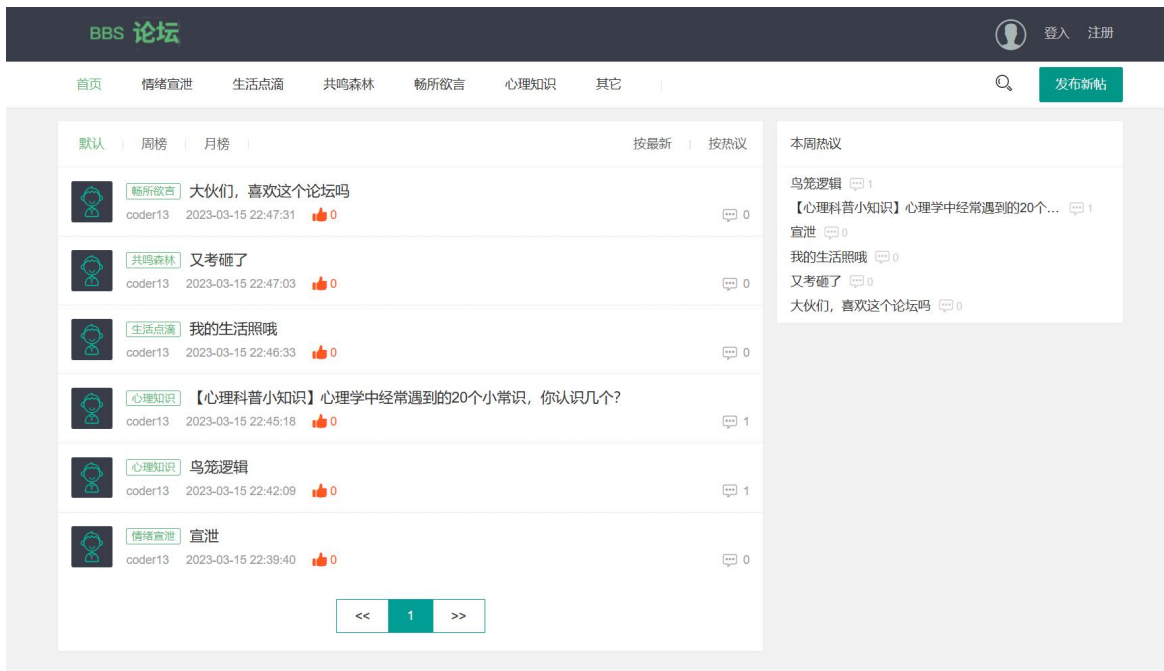 BBS 论坛
登入 注册
首页 情绪宣泄 生活点滴 共鸣森林 畅所欲言 心理知识 其它
发布新帖
默认 周榜 月榜 按最新 按热议
畅所欲言 大伙们，喜欢这个论坛吗
coder13 2023-03-15 22:47:31 0 0
共鸣森林 又考砸了
coder13 2023-03-15 22:47:03 0 0
生活点滴 我的生活照哦
coder13 2023-03-15 22:46:33 0 0
心理知识 【心理科普小知识】心理学中经常遇到的20个小常识，你认识几个？
coder13 2023-03-15 22:45:18 0 1
心理知识 鸟笼逻辑
coder13 2023-03-15 22:42:09 0 1
情绪宣泄 宣泄
coder13 2023-03-15 22:39:40 0 0
<< 1 >>
本周热议
鸟笼逻辑 1
【心理科普小知识】心理学中经常遇到的20个... 1
宣泄 0
我的生活照哦 0
又考砸了 0
大伙们，喜欢这个论坛吗 0